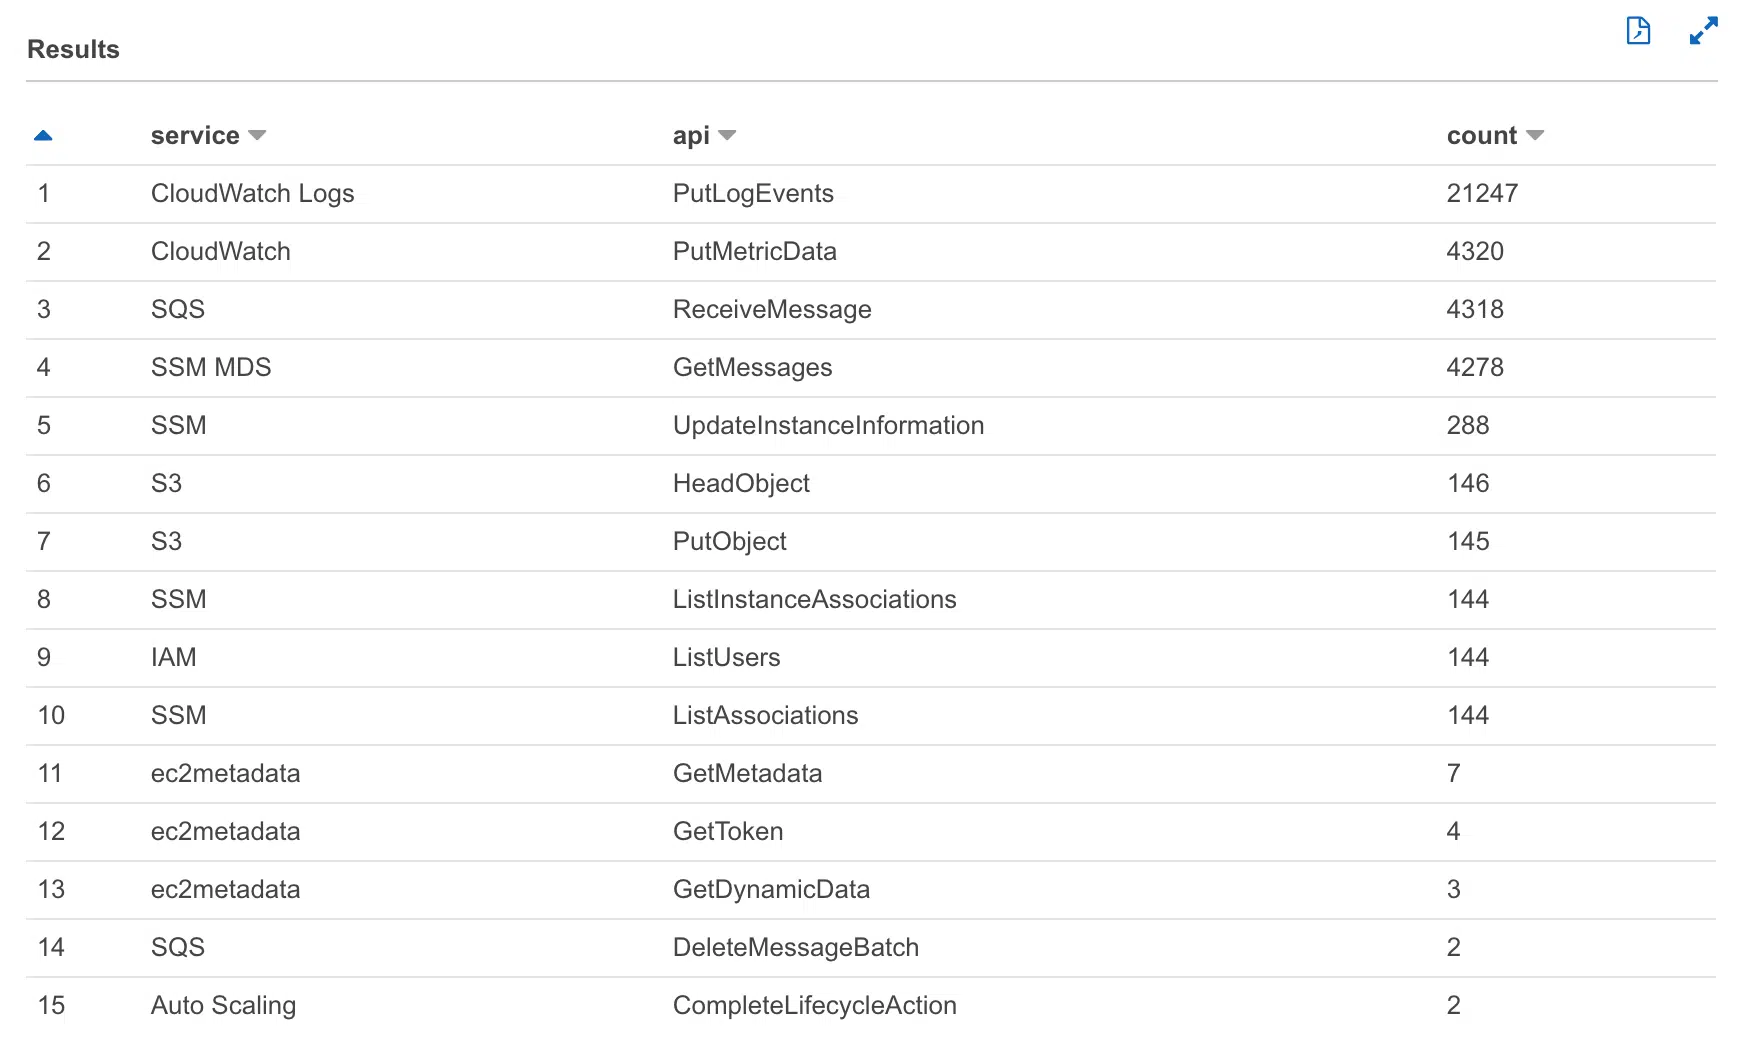 Results
service api count
1 CloudWatch Logs PutLogEvents 21247
2 CloudWatch PutMetricData 4320
3 SQS ReceiveMessage 4318
4 SSM MDS GetMessages 4278
5 SSM UpdateInstanceInformation 288
6 S3 HeadObject 146
7 S3 PutObject 145
8 SSM ListInstanceAssociations 144
9 IAM ListUsers 144
10 SSM ListAssociations 144
11 ec2metadata GetMetadata 7
12 ec2metadata GetToken 4
13 ec2metadata GetDynamicData 3
14 SQS DeleteMessageBatch 2
15 Auto Scaling CompleteLifecycleAction 2